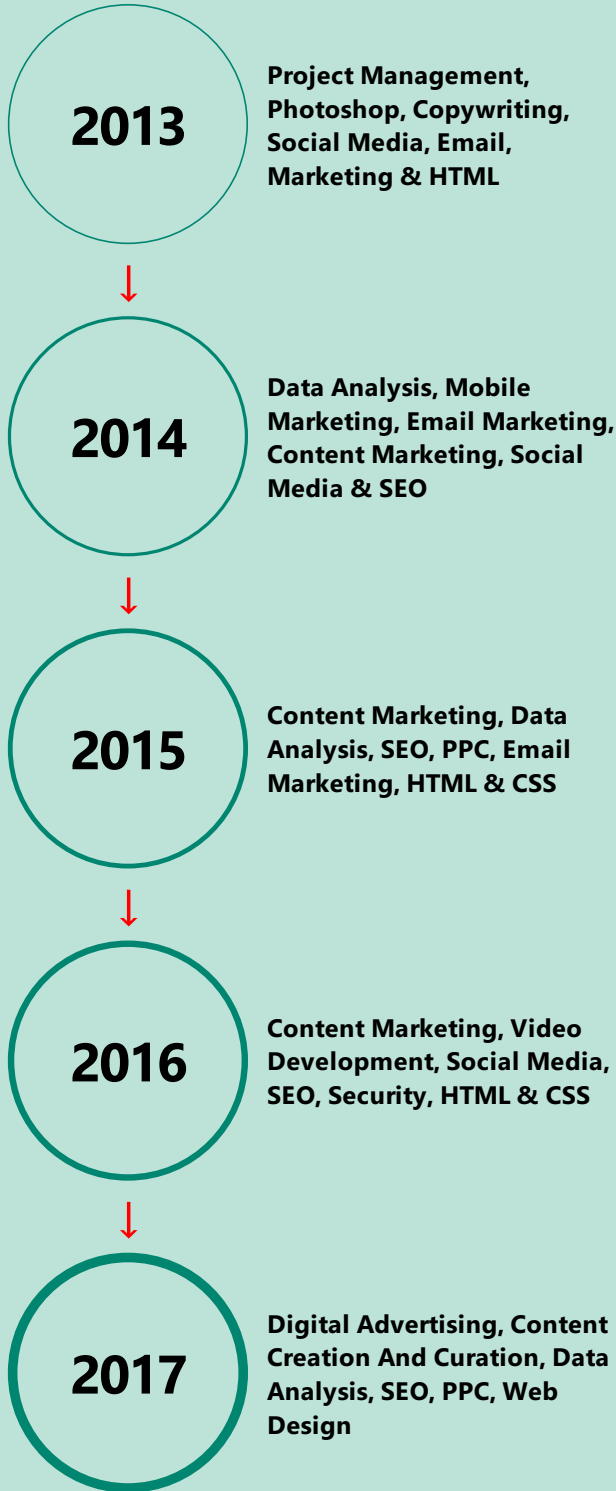 2013
Project Management,
Photoshop, Copywriting,
Social Media, Email,
Marketing & HTML
2014
Data Analysis, Mobile
Marketing, Email Marketing,
Content Marketing, Social
Media & SEO
2015
Content Marketing, Data
Analysis, SEO, PPC, Email
Marketing, HTML & CSS
2016
Content Marketing, Video
Development, Social Media,
SEO, Security, HTML & CSS
2017
Digital Advertising, Content
Creation And Curation, Data
Analysis, SEO, PPC, Web
Design